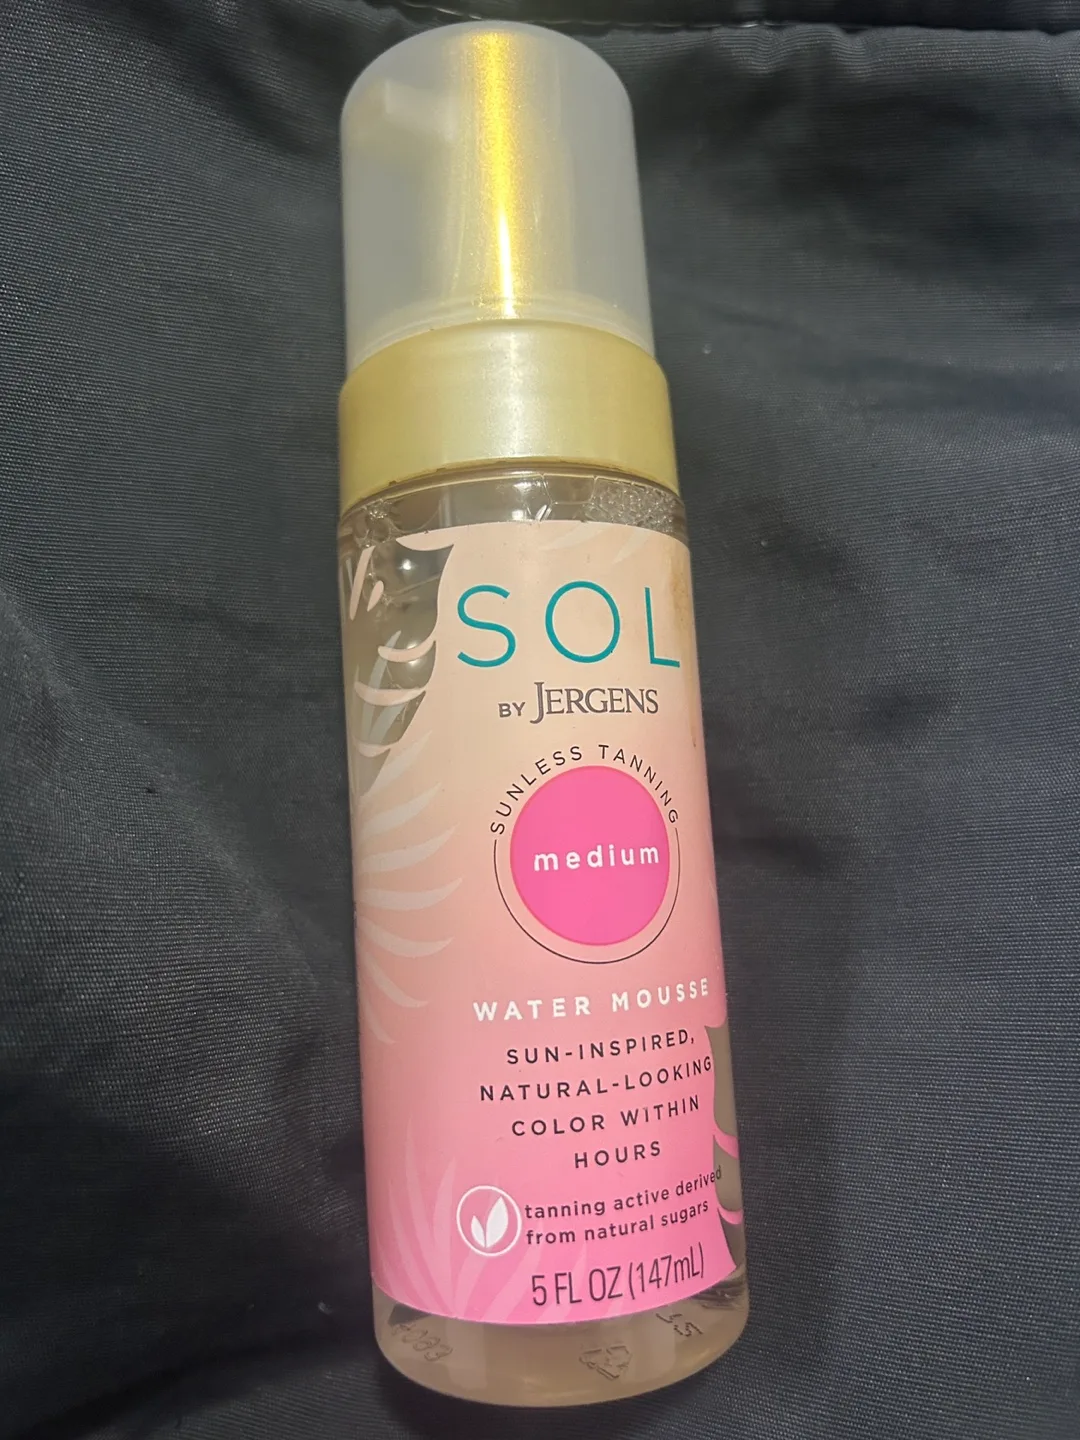 SOL
BY JERGENS
SUNLESS TANNING
medium
WATER MOUSSE
SUN-INSPIRED,
NATURAL-LOOKING
COLOR WITHIN
HOURS
tanning active derived
from natural sugars
5 FL OZ (147mL)